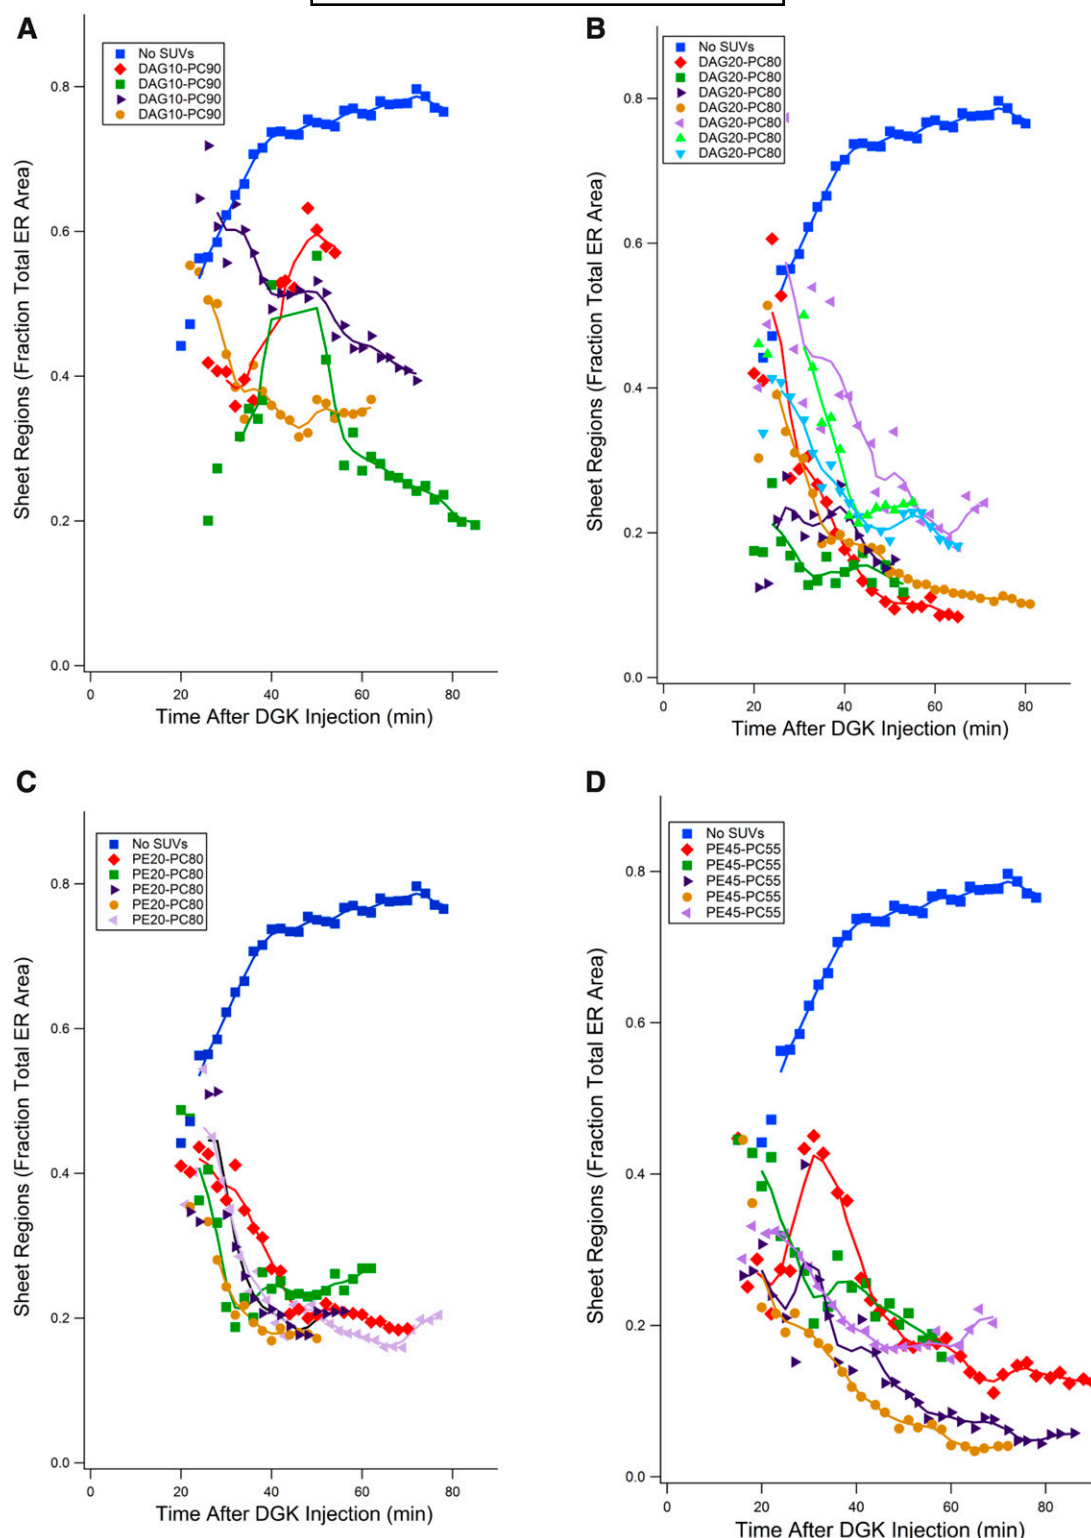 A
No SUVs
DAG10-PC90
DAG10-PC90
DAG10-PC90
DAG10-PC90
Sheet Regions (Fraction Total ER Area)
0.8
0.6
0.4
0.2
0.0
0 20 40 60 80
Time After DGK Injection (min)
B
No SUVs
DAG20-PC80
DAG20-PC80
DAG20-PC80
DAG20-PC80
DAG20-PC80
DAG20-PC80
DAG20-PC80
Sheet Regions (Fraction Total ER Area)
0.8
0.6
0.4
0.2
0.0
0 20 40 60 80
Time After DGK Injection (min)
C
No SUVs
PE20-PC80
PE20-PC80
PE20-PC80
PE20-PC80
PE20-PC80
Sheet Regions (Fraction Total ER Area)
0.8
0.6
0.4
0.2
0.0
0 20 40 60 80
Time After DGK Injection (min)
D
No SUVs
PE45-PC55
PE45-PC55
PE45-PC55
PE45-PC55
PE45-PC55
Sheet Regions (Fraction Total ER Area)
0.8
0.6
0.4
0.2
0.0
0 20 40 60 80
Time After DGK Injection (min)